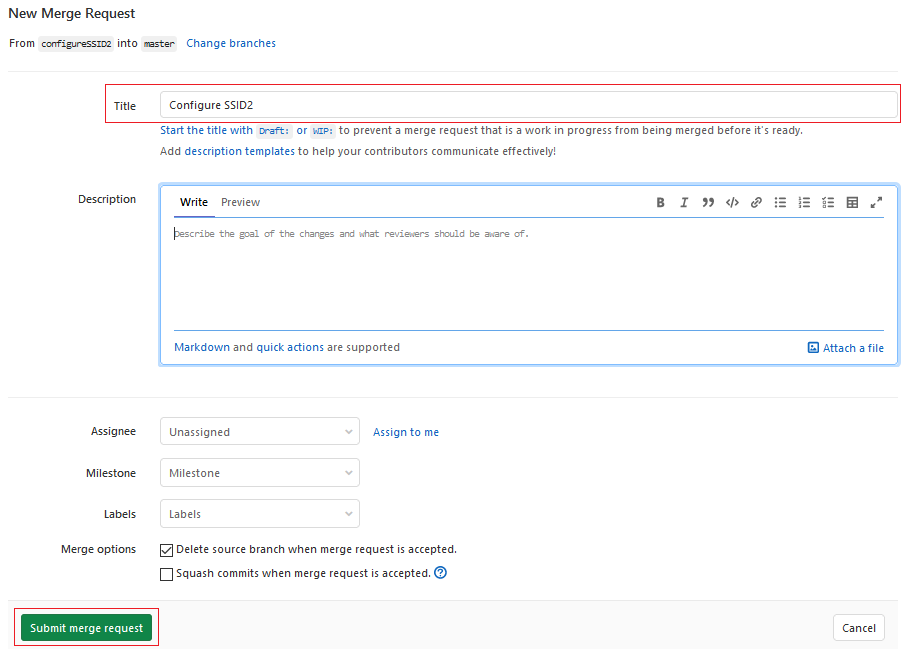 New Merge Request
From configureSSID2 into master Change branches
Title Configure SSID2
Start the title with Draft: or WIP: to prevent a merge request that is a work in progress from being merged before it's ready.
Add description templates to help your contributors communicate effectively!
Description Write Preview
Describe the goal of the changes and what reviewers should be aware of.
Markdown and quick actions are supported Attach a file
Assignee Unassigned Assign to me
Milestone Milestone
Labels Labels
Merge options Delete source branch when merge request is accepted.
Squash commits when merge request is accepted.
Submit merge request Cancel